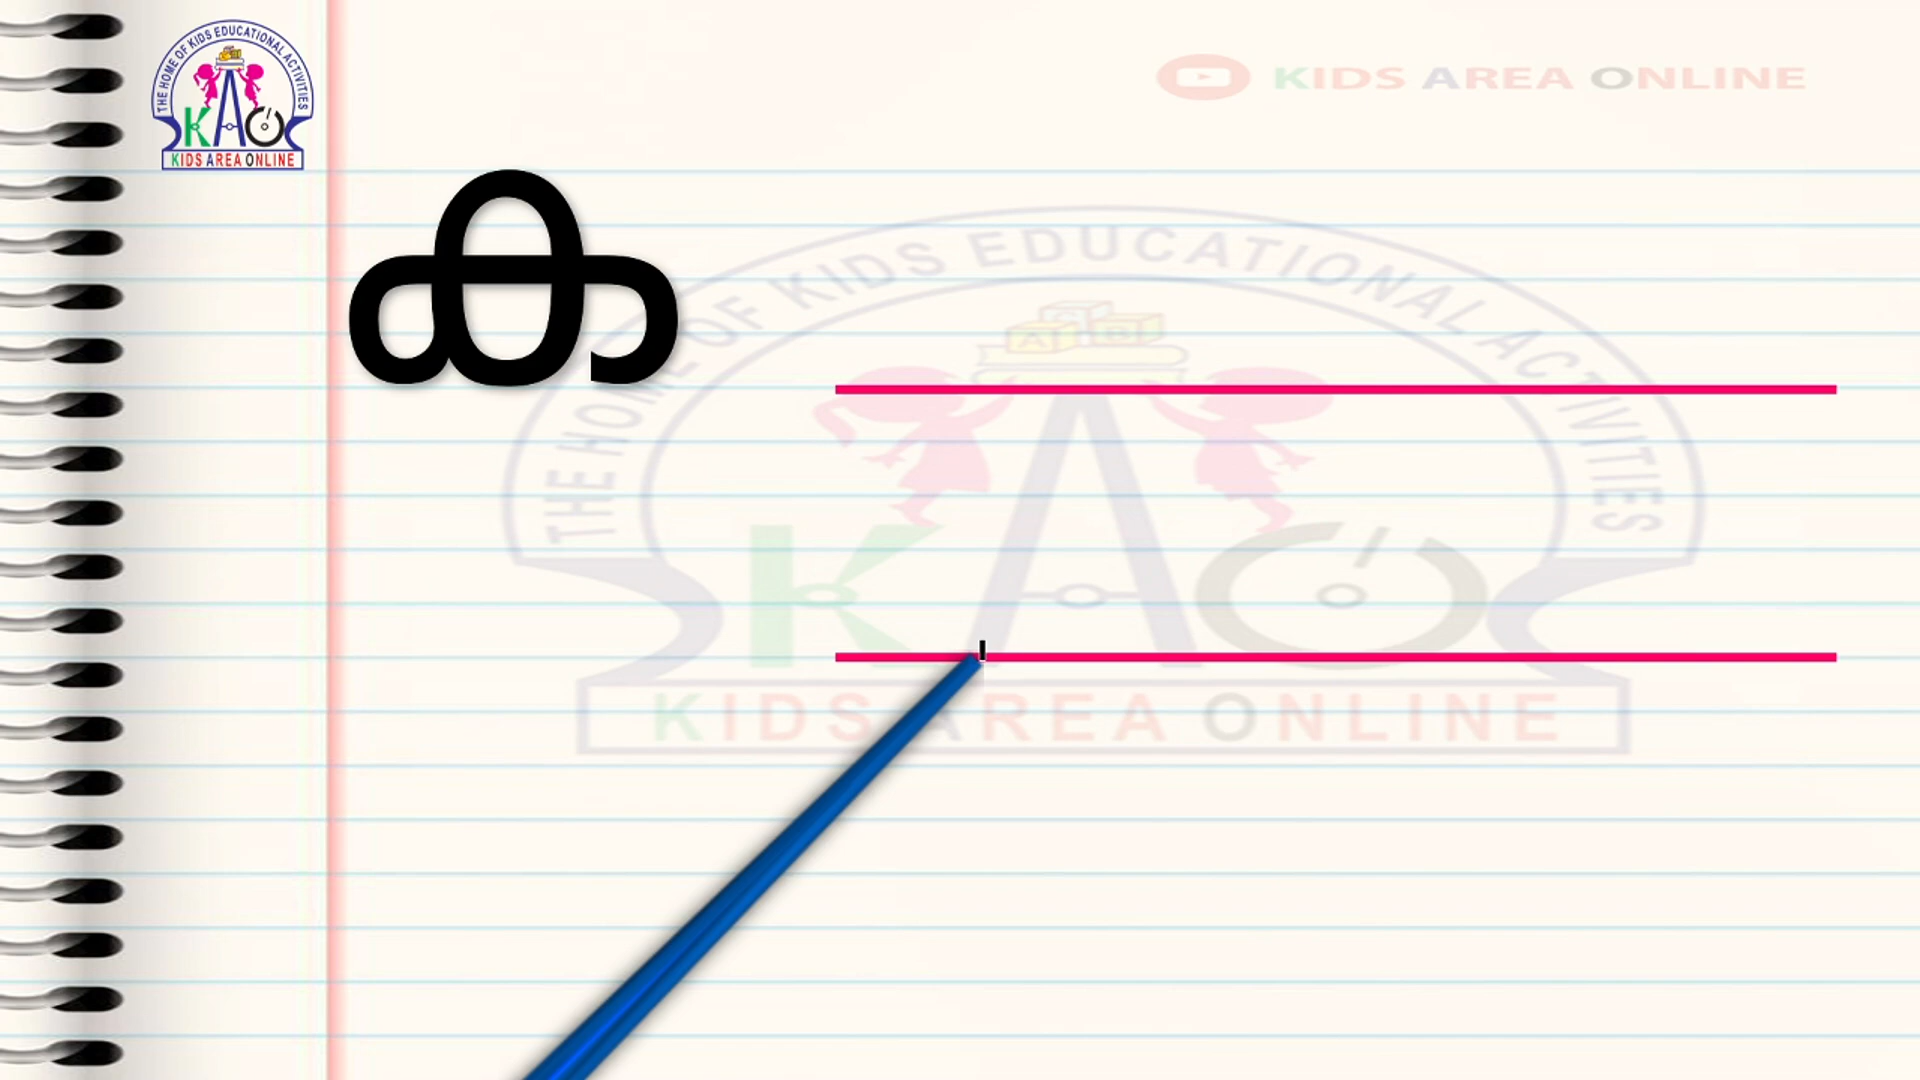 THE HOME OF KIDS EDUCATIONAL ACTIVITIES
KAO
KIDS AREA ONLINE
KIDS AREA ONLINE
ക
THE HOME OF KIDS EDUCATIONAL ACTIVITIES
A B
KAO
KIDS AREA ONLINE